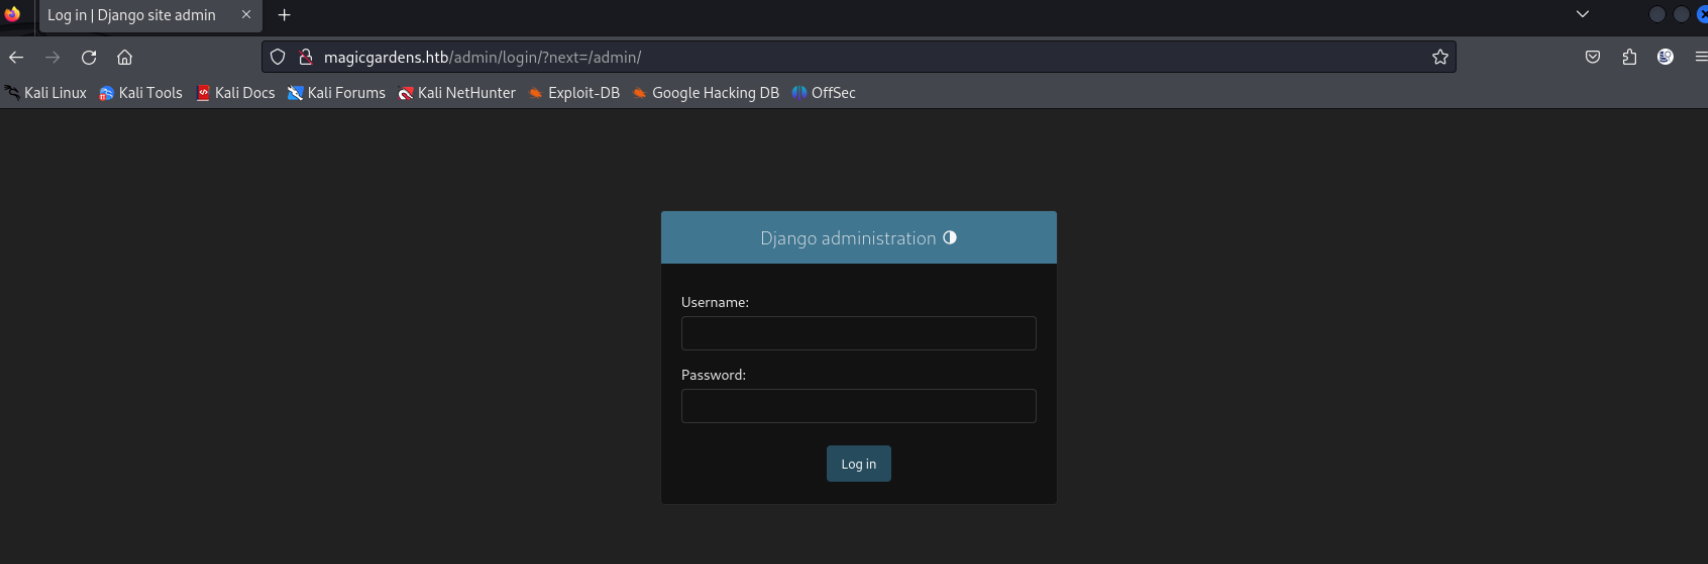 Log in | Django site admin
magicgardens.htb/admin/login/?next=/admin/
Kali Linux Kali Tools Kali Docs Kali Forums Kali NetHunter Exploit-DB Google Hacking DB OffSec
Django administration
Username:
Password:
Log in